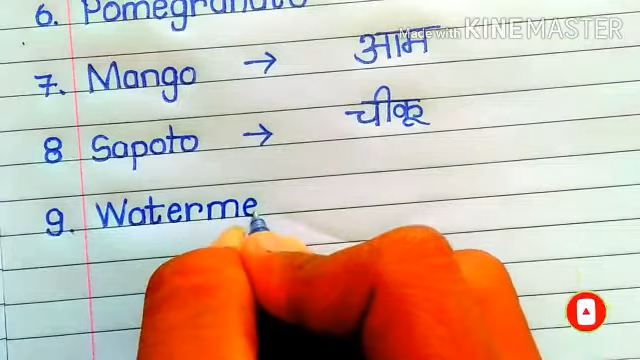 6. Pomegranate
Made with KINEMASTER
7. Mango → आम
8 Sapoto → चीकू
9. Waterme